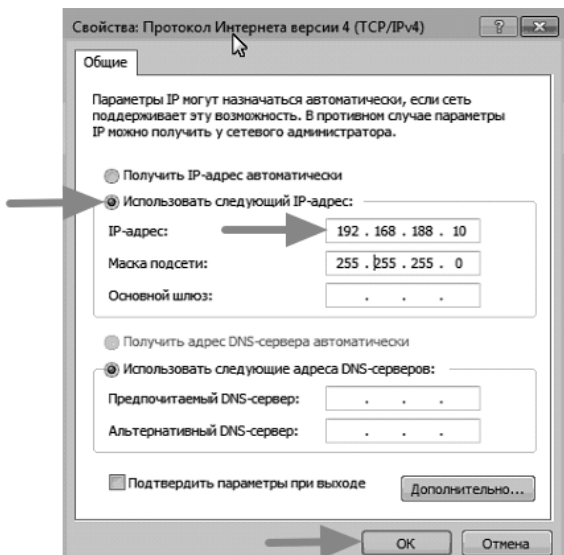 Свойства: Протокол Интернета версии 4 (TCP/IPv4)
Общие
Параметры IP могут назначаться автоматически, если сеть
поддерживает эту возможность. В противном случае параметры
IP можно получить у сетевого администратора.
Получить IP-адрес автоматически
Использовать следующий IP-адрес:
IP-адрес: 192 . 168 . 188 . 10
Маска подсети: 255 . 255 . 255 . 0
Основной шлюз: . . .
Получить адрес DNS-сервера автоматически
Использовать следующие адреса DNS-серверов:
Предпочитаемый DNS-сервер: . . .
Альтернативный DNS-сервер: . . .
Подтвердить параметры при выходе
Дополнительно...
ОК Отмена